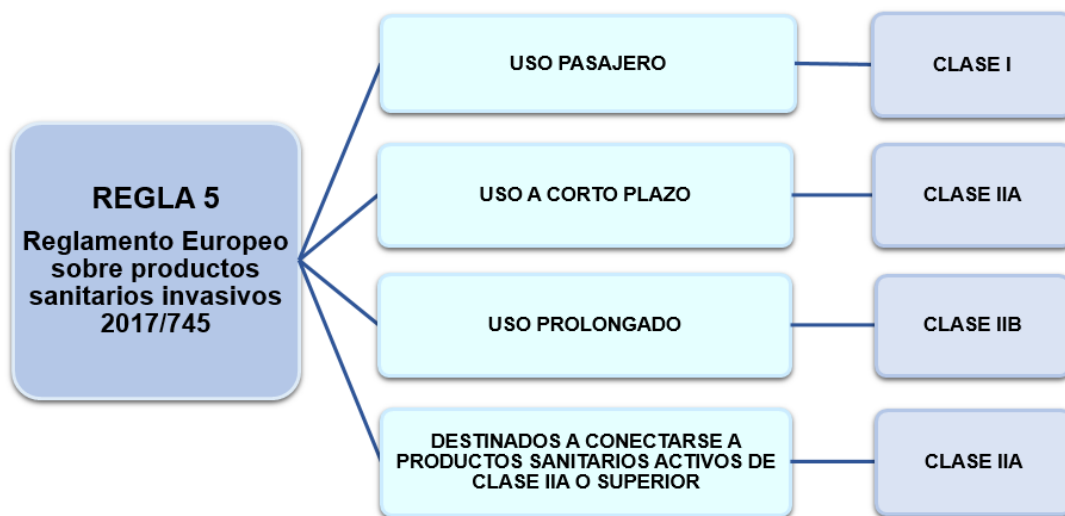 REGLA 5
Reglamento Europeo
sobre productos
sanitarios invasivos
2017/745
USO PASAJERO
CLASE I
USO A CORTO PLAZO
CLASE IIA
USO PROLONGADO
CLASE IIB
DESTINADOS A CONECTARSE A
PRODUCTOS SANITARIOS ACTIVOS DE
CLASE IIA O SUPERIOR
CLASE IIA